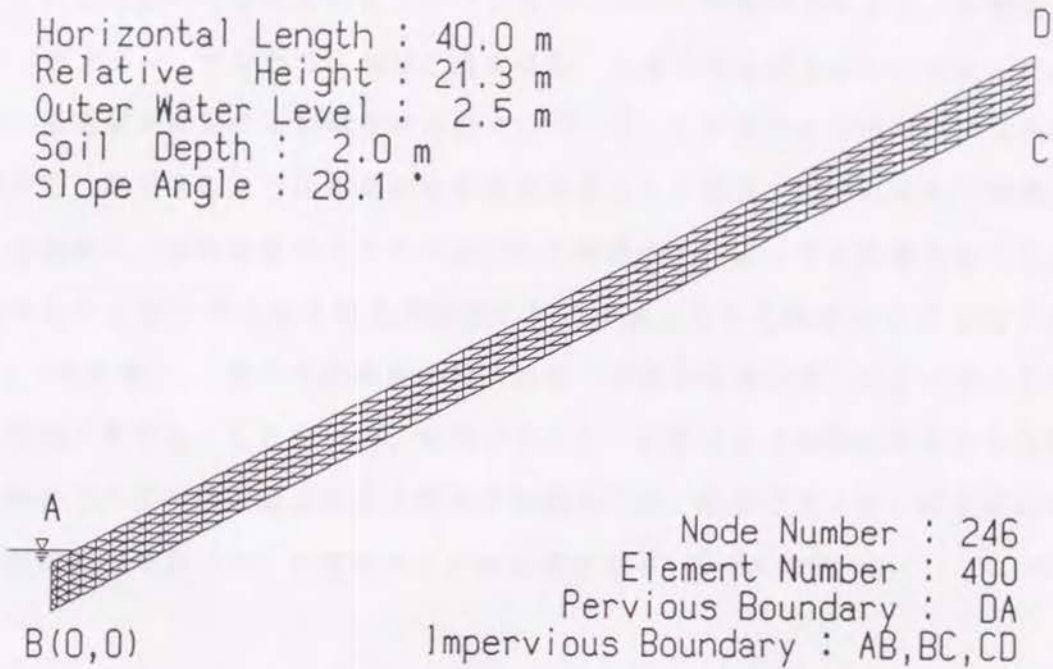 Horizontal Length : 40.0 m
Relative Height : 21.3 m
Outer Water Level : 2.5 m
Soil Depth : 2.0 m
Slope Angle : 28.1°
D
C
A
B(0,0)
Node Number : 246
Element Number : 400
Pervious Boundary : DA
Impervious Boundary : AB,BC,CD